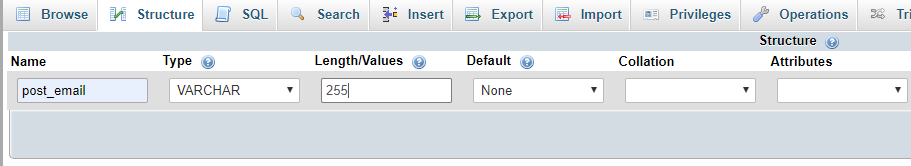 Browse Structure SQL Search Insert Export Import Privileges Operations
Structure
Name Type Length/Values Default Collation Attributes
post_email VARCHAR 255 None